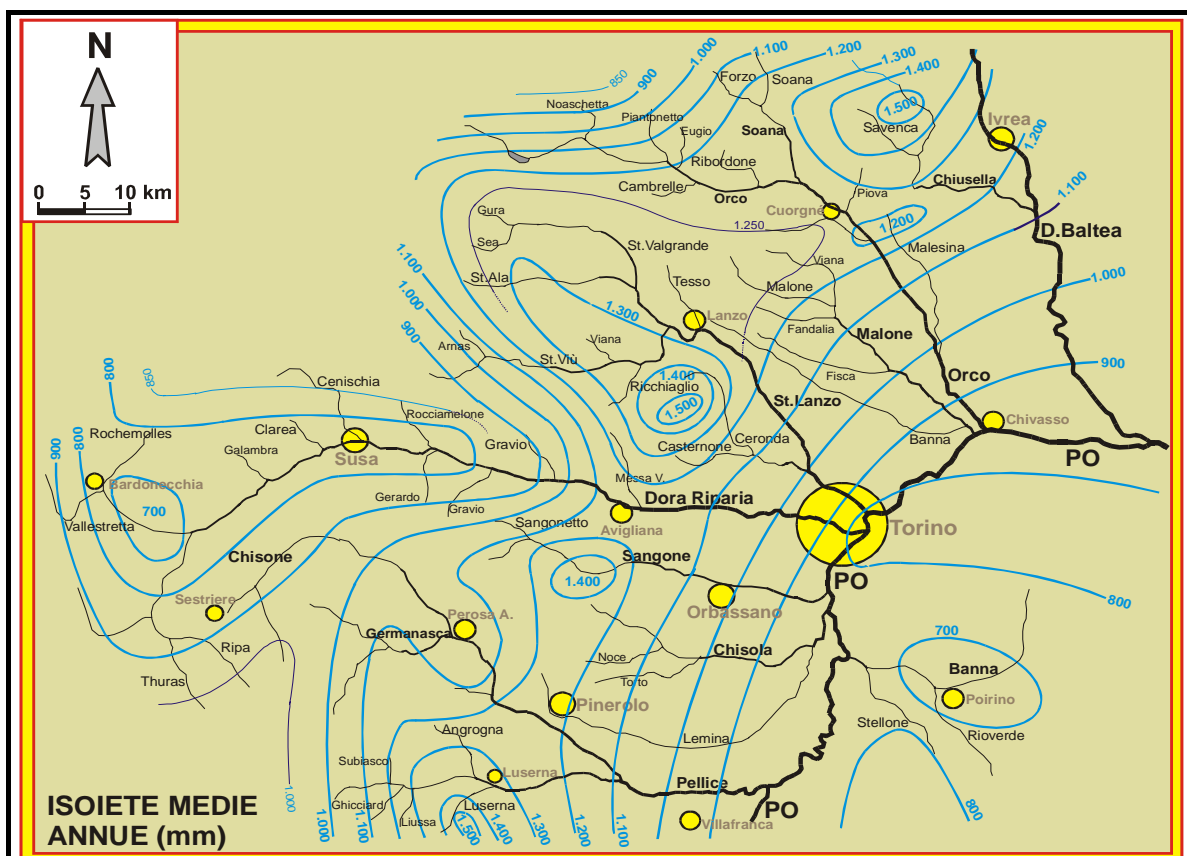 N
0 5 10 km
850
900
1.000
1.100
1.200
1.300
1.400
1.500
Forzo
Soana
Noaschetta
Piantonetto
Eugio
Soana
Savenca
Ivrea
1.200
Ribordone
Cambrelle
Orco
Chiusella
Piova
1.100
Cuorgné
1.200
D.Baltea
Gura
1.250
Sea
St.Valgrande
Malesina
Viana
1.100
St.Ala
Tesso
Malone
1.000
1.000
1.300
Lanzo
Fandalia
Malone
900
Arnas
Viana
St.Viù
900
800
850
Cenischia
1.400
Ricchiaglio
Fisca
Orco
1.500
St.Lanzo
Rocciamelone
Chivasso
900
800
Rochemolles
Clarea
Galambra
Susa
Gravio
Casternone
Ceronda
Banna
PO
Bardonecchia
Messa V.
700
Gerardo
Gravio
Dora Riparia
Vallestretta
Sangonetto
Avigliana
Torino
Chisone
Sangone
1.400
PO
Sestriere
Orbassano
800
Perosa A.
Germanasca
700
Ripa
Noce
Chisola
Banna
Thuras
Torto
Pinerolo
Poirino
Stellone
Angrogna
Lemina
Rioverde
Subiasco
Luserna
Pellice
1.000
Ghicciard
Luserna
PO
800
Liussa
1.000
1.100
1.500
1.400
1.300
1.200
1.100
Villafranca
ISOIETE MEDIE
ANNUE (mm)